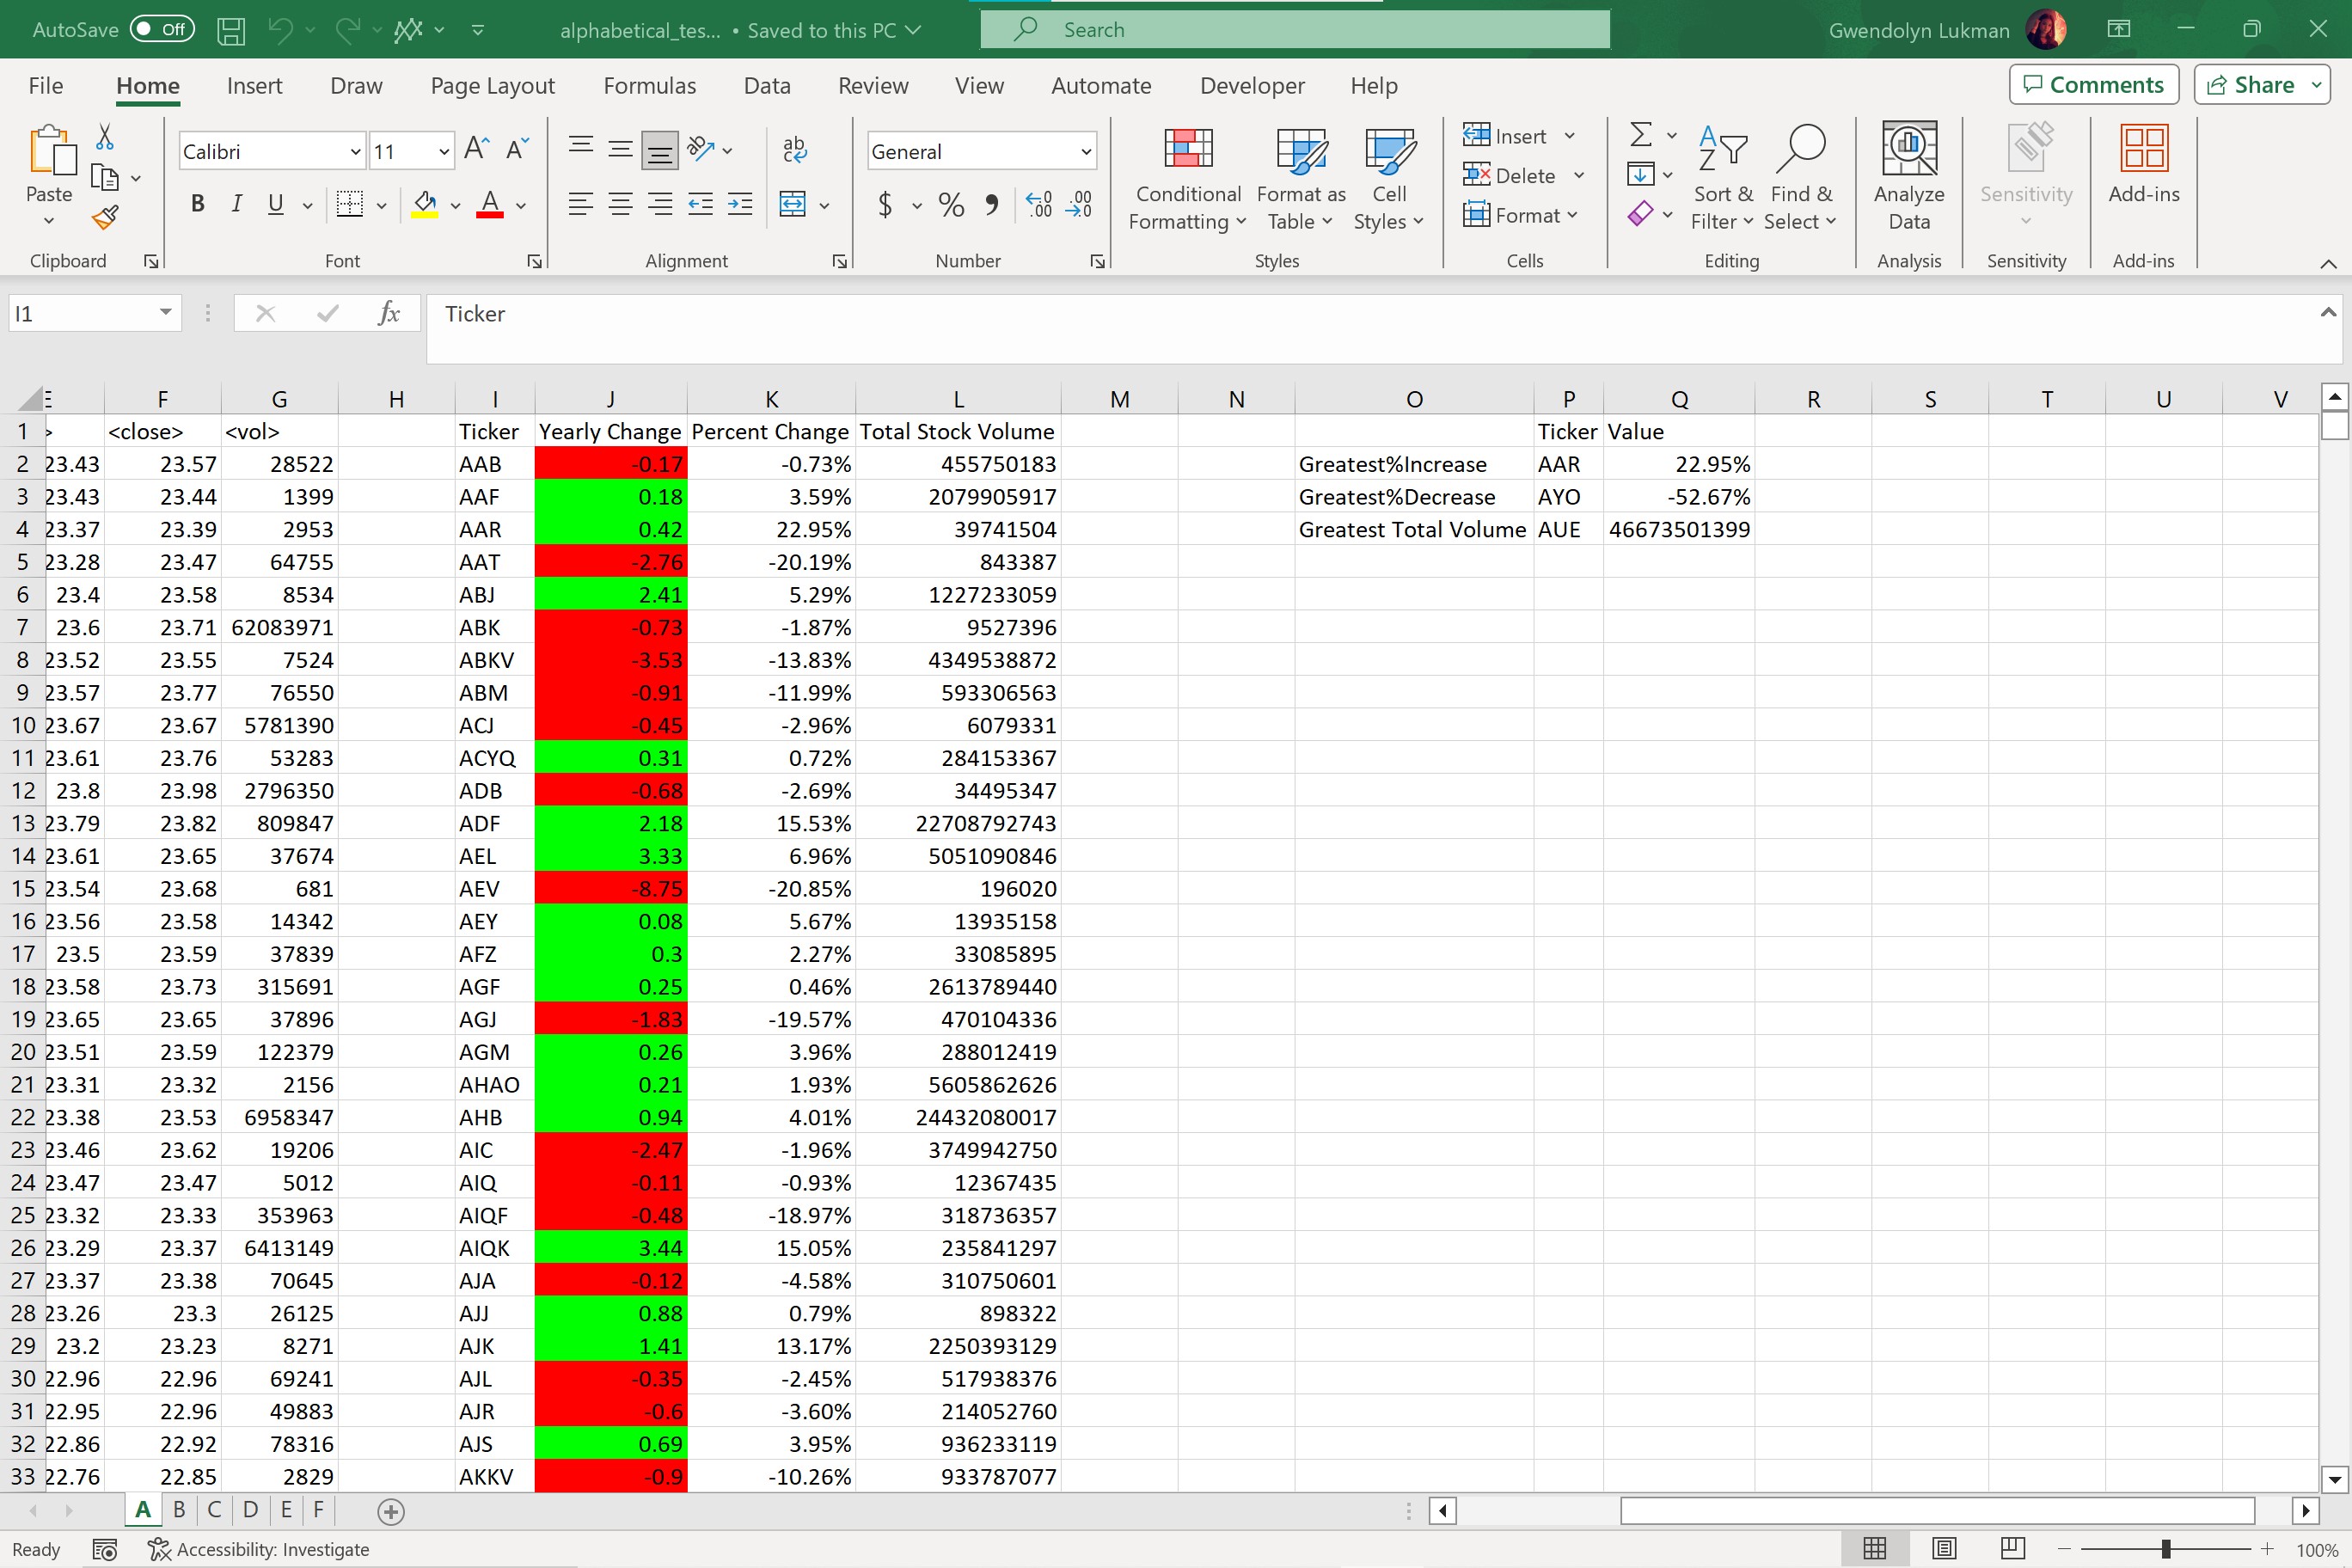 AutoSave Off alphabetical_tes... • Saved to this PC Search Gwendolyn Lukman
File Home Insert Draw Page Layout Formulas Data Review View Automate Developer Help Comments Share
Paste Calibri 11 A A ab c General Conditional Formatting Format as Table Cell Styles Insert Delete Format Sort & Filter Find & Select Analyze Data Sensitivity Add-ins
B I U A $ % , .00 .0
Clipboard Font Alignment Number Styles Cells Editing Analysis Sensitivity Add-ins
I1 fx Ticker
E F G H I J K L M N O P Q R S T U V
1 > <close> <vol> Ticker Yearly Change Percent Change Total Stock Volume Ticker Value
2 23.43 23.57 28522 AAB -0.17 -0.73% 455750183 Greatest%Increase AAR 22.95%
3 23.43 23.44 1399 AAF 0.18 3.59% 2079905917 Greatest%Decrease AYO -52.67%
4 23.37 23.39 2953 AAR 0.42 22.95% 39741504 Greatest Total Volume AUE 46673501399
5 23.28 23.47 64755 AAT -2.76 -20.19% 843387
6 23.4 23.58 8534 ABJ 2.41 5.29% 1227233059
7 23.6 23.71 62083971 ABK -0.73 -1.87% 9527396
8 23.52 23.55 7524 ABKV -3.53 -13.83% 4349538872
9 23.57 23.77 76550 ABM -0.91 -11.99% 593306563
10 23.67 23.67 5781390 ACJ -0.45 -2.96% 6079331
11 23.61 23.76 53283 ACYQ 0.31 0.72% 284153367
12 23.8 23.98 2796350 ADB -0.68 -2.69% 34495347
13 23.79 23.82 809847 ADF 2.18 15.53% 22708792743
14 23.61 23.65 37674 AEL 3.33 6.96% 5051090846
15 23.54 23.68 681 AEV -8.75 -20.85% 196020
16 23.56 23.58 14342 AEY 0.08 5.67% 13935158
17 23.5 23.59 37839 AFZ 0.3 2.27% 33085895
18 23.58 23.73 315691 AGF 0.25 0.46% 2613789440
19 23.65 23.65 37896 AGJ -1.83 -19.57% 470104336
20 23.51 23.59 122379 AGM 0.26 3.96% 288012419
21 23.31 23.32 2156 AHAO 0.21 1.93% 5605862626
22 23.38 23.53 6958347 AHB 0.94 4.01% 24432080017
23 23.46 23.62 19206 AIC -2.47 -1.96% 3749942750
24 23.47 23.47 5012 AIQ -0.11 -0.93% 12367435
25 23.32 23.33 353963 AIQF -0.48 -18.97% 318736357
26 23.29 23.37 6413149 AIQK 3.44 15.05% 235841297
27 23.37 23.38 70645 AJA -0.12 -4.58% 310750601
28 23.26 23.3 26125 AJJ 0.88 0.79% 898322
29 23.2 23.23 8271 AJK 1.41 13.17% 2250393129
30 22.96 22.96 69241 AJL -0.35 -2.45% 517938376
31 22.95 22.96 49883 AJR -0.6 -3.60% 214052760
32 22.86 22.92 78316 AJS 0.69 3.95% 936233119
33 22.76 22.85 2829 AKKV -0.9 -10.26% 933787077
A B C D E F
Ready Accessibility: Investigate 100%